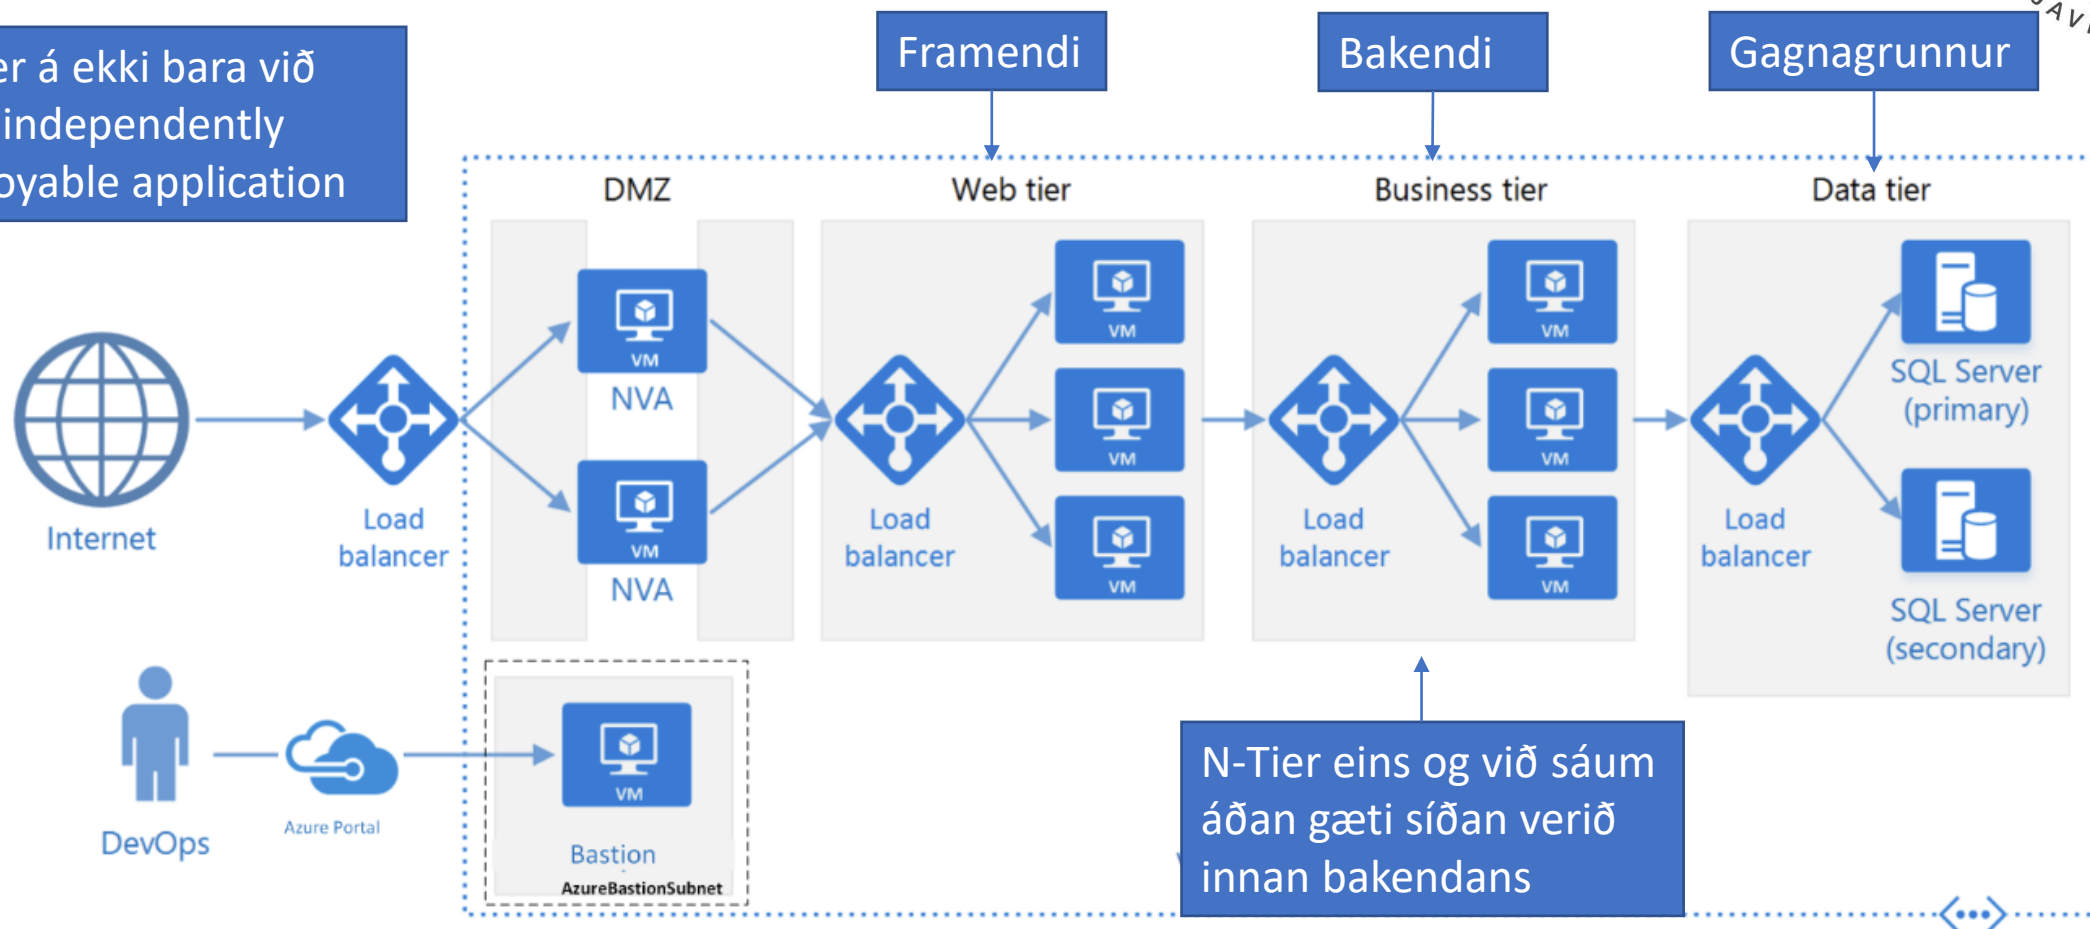 er á ekki bara við
independently
oyable application
Framendi
Bakendi
Gagnagrunnur
DMZ
Web tier
Business tier
Data tier
VM
NVA
VM
NVA
VM
VM
VM
VM
VM
VM
SQL Server
(primary)
SQL Server
(secondary)
Internet
Load
balancer
Load
balancer
Load
balancer
Load
balancer
DevOps
Azure Portal
VM
Bastion
AzureBastionSubnet
N-Tier eins og við sáum
áðan gæti síðan verið
innan bakendans